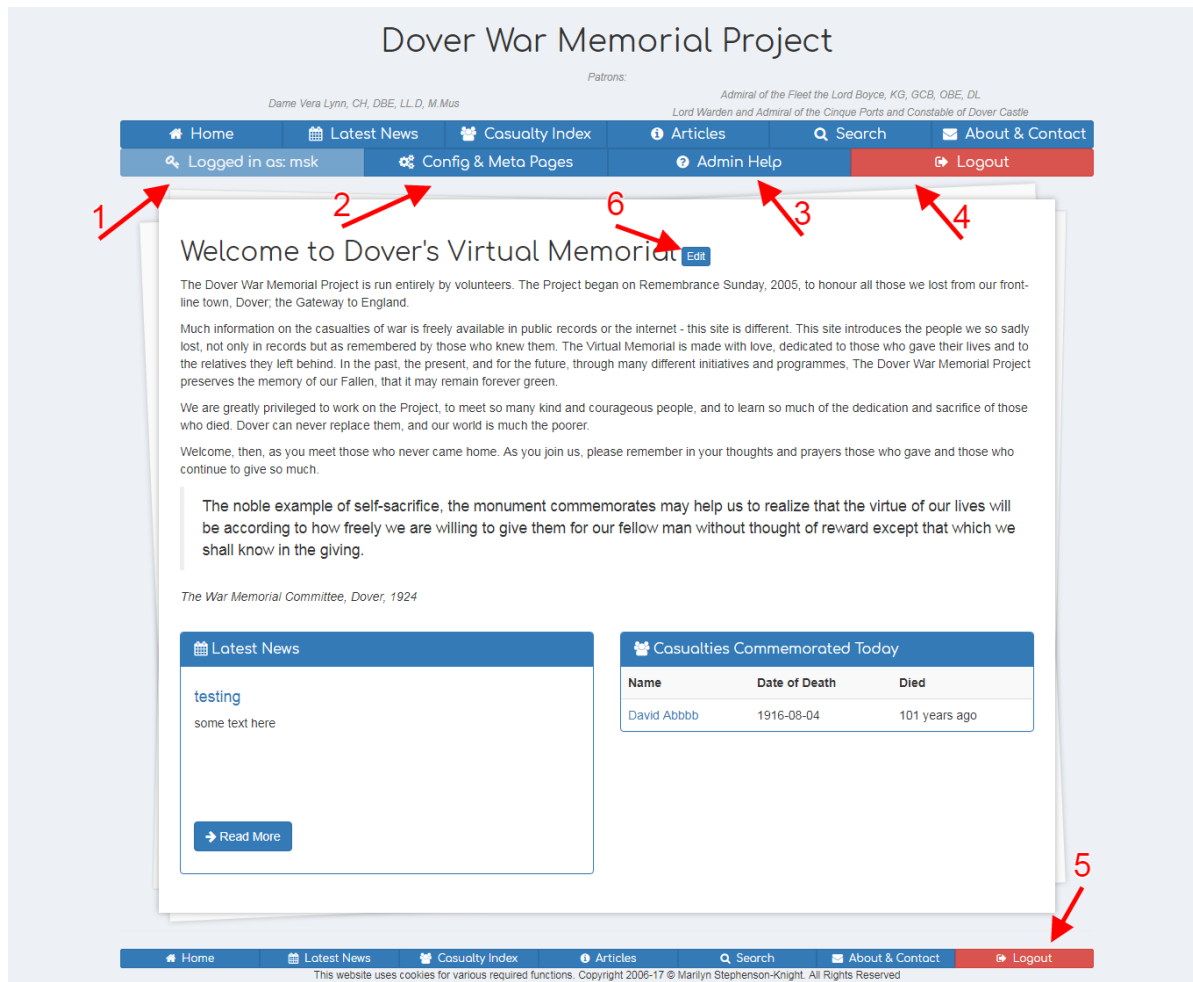 Dover War Memorial Project
Patrons:
Dame Vera Lynn, CH, DBE, LL.D, M.Mus
Admiral of the Fleet the Lord Boyce, KG, GCB, OBE, DL
Lord Warden and Admiral of the Cinque Ports and Constable of Dover Castle
Home Latest News Casualty Index Articles Search About & Contact
Logged in as: msk Config & Meta Pages Admin Help Logout
1 2 6 3 4
Welcome to Dover's Virtual Memorial Edit
The Dover War Memorial Project is run entirely by volunteers. The Project began on Remembrance Sunday, 2005, to honour all those we lost from our front-
line town, Dover; the Gateway to England.
Much information on the casualties of war is freely available in public records or the internet - this site is different. This site introduces the people we so sadly
lost, not only in records but as remembered by those who knew them. The Virtual Memorial is made with love, dedicated to those who gave their lives and to
the relatives they left behind. In the past, the present, and for the future, through many different initiatives and programmes, The Dover War Memorial Project
preserves the memory of our Fallen, that it may remain forever green.
We are greatly privileged to work on the Project, to meet so many kind and courageous people, and to learn so much of the dedication and sacrifice of those
who died. Dover can never replace them, and our world is much the poorer.
Welcome, then, as you meet those who never came home. As you join us, please remember in your thoughts and prayers those who gave and those who
continue to give so much.
The noble example of self-sacrifice, the monument commemorates may help us to realize that the virtue of our lives will
be according to how freely we are willing to give them for our fellow man without thought of reward except that which we
shall know in the giving.
The War Memorial Committee, Dover, 1924
Latest News
testing
some text here
Read More
Casualties Commemorated Today
Name Date of Death Died
David Abbbb 1916-08-04 101 years ago
5
Home Latest News Casualty Index Articles Search About & Contact Logout
This website uses cookies for various required functions. Copyright 2006-17 © Marilyn Stephenson-Knight. All Rights Reserved